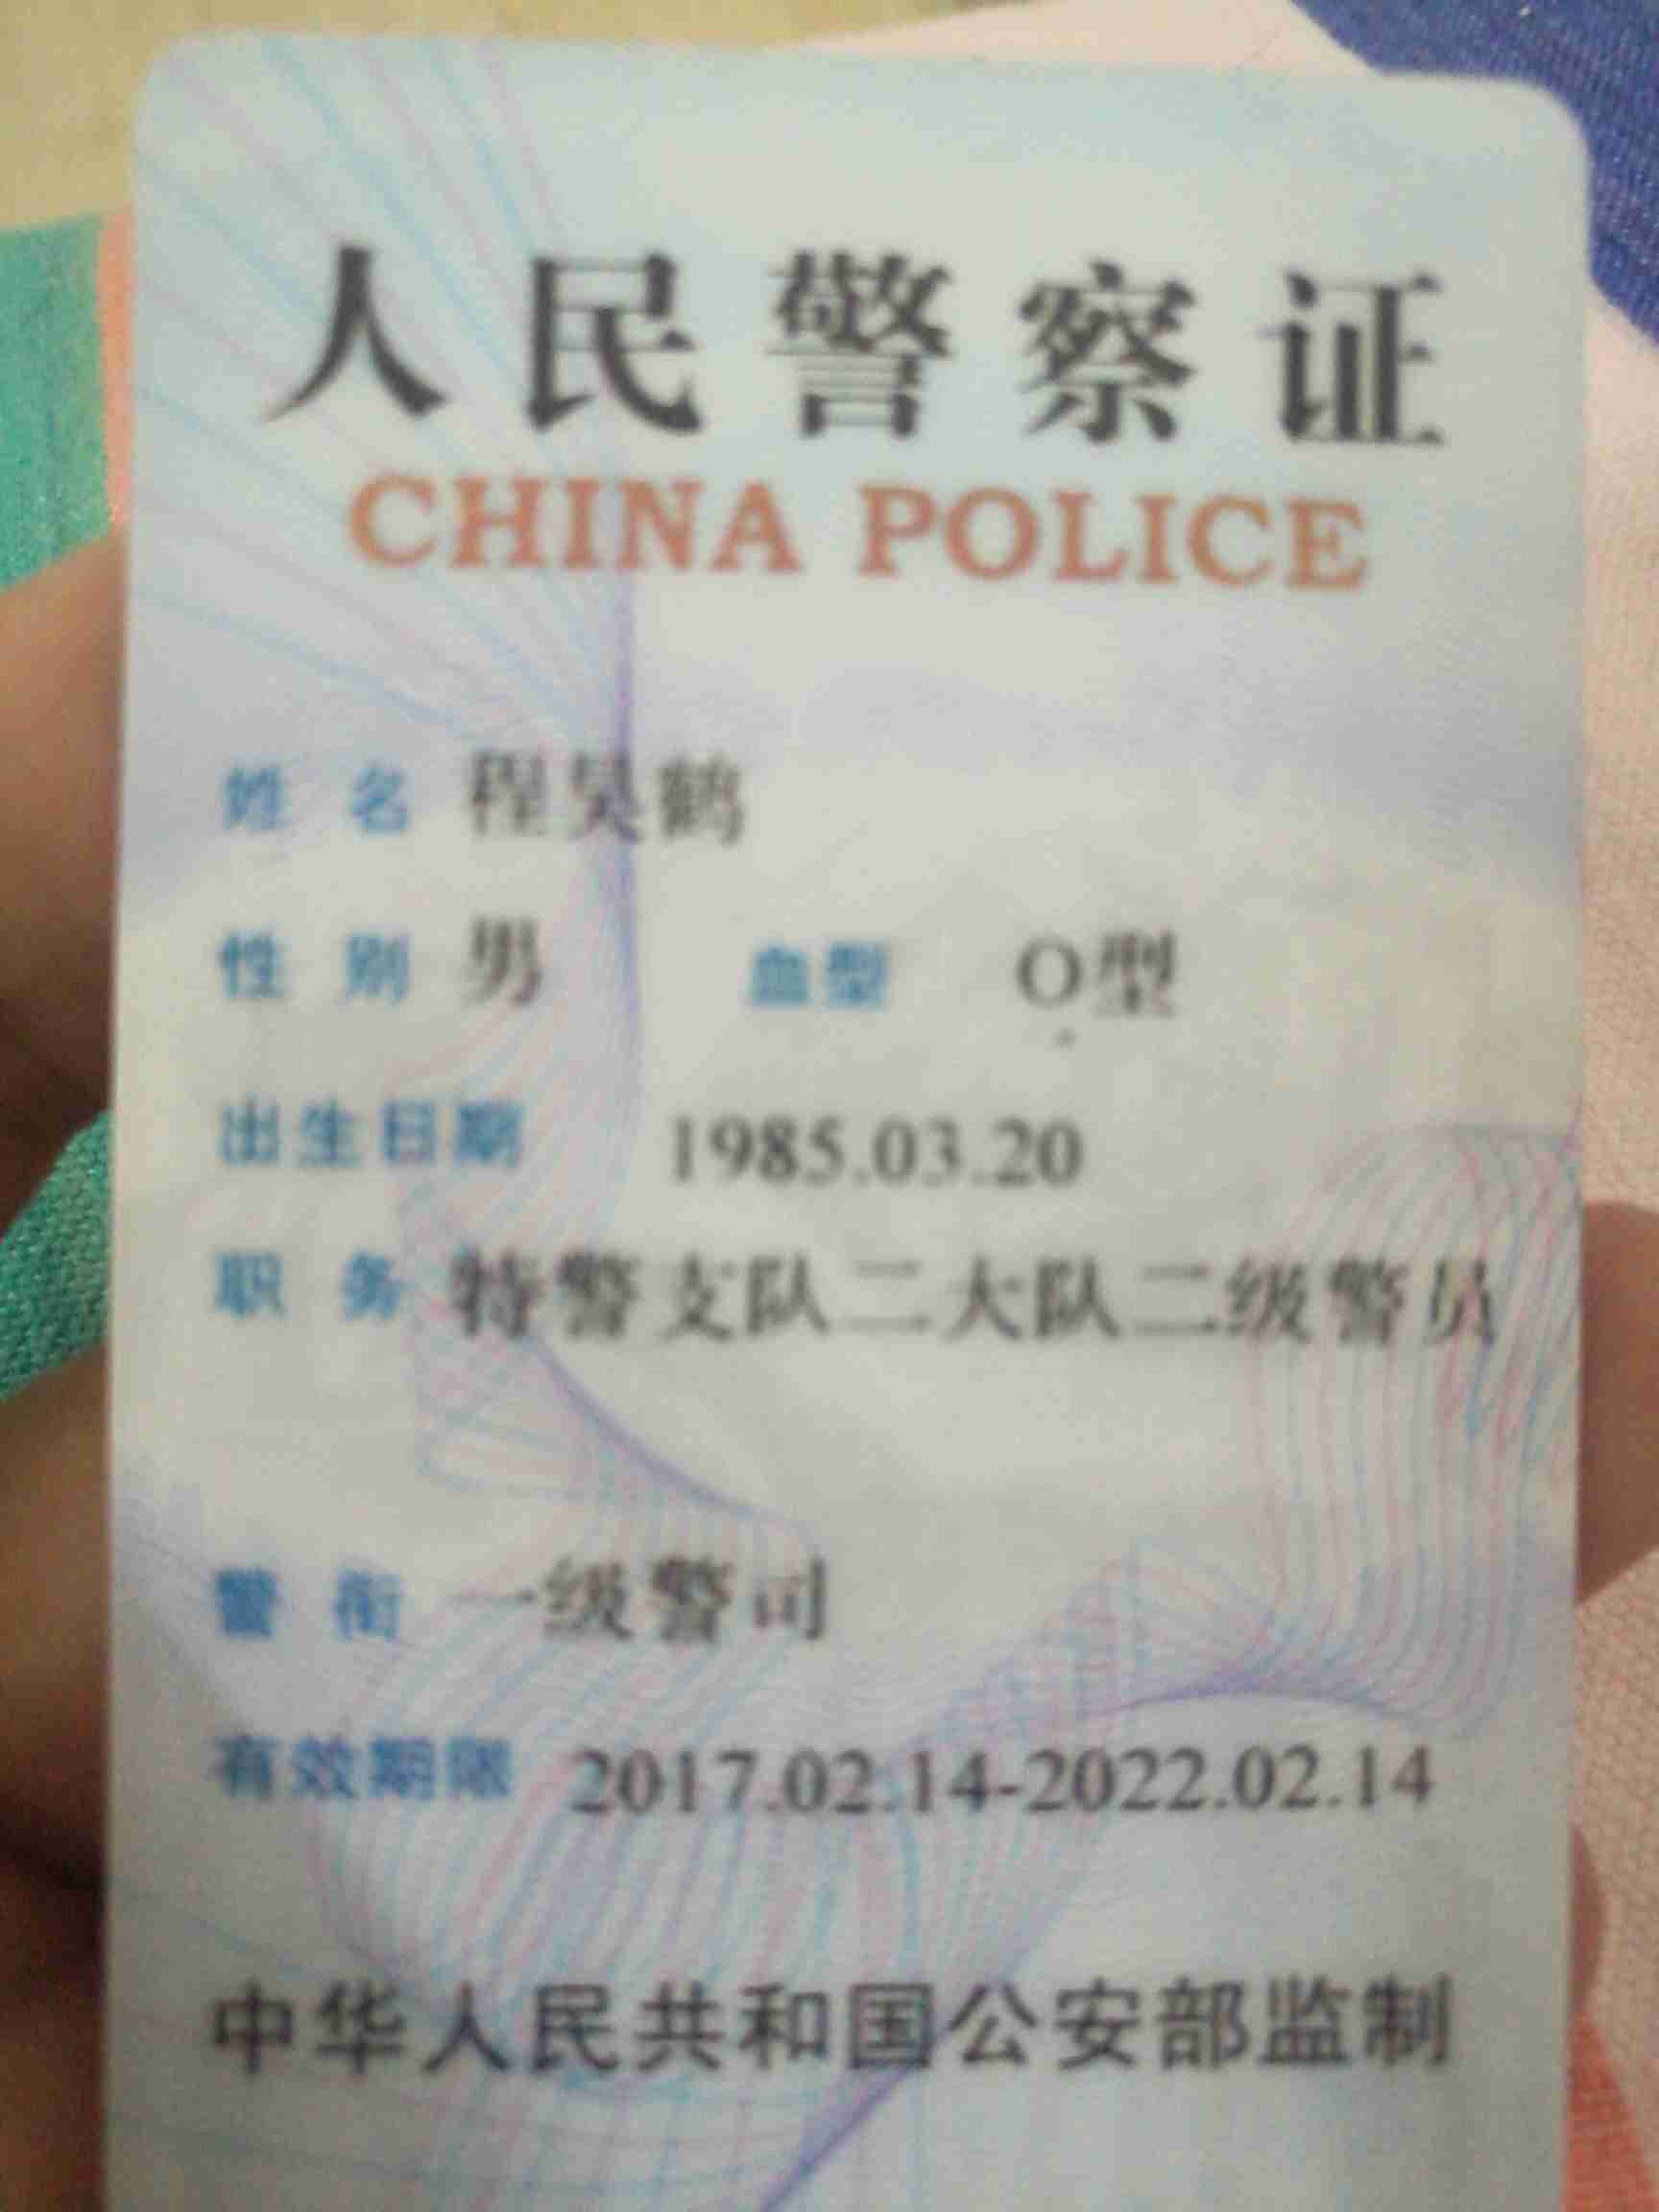 人民警察证
CHINA POLICE
姓 名 程昊鹤
性 别 男 血型 O型
出生日期 1985.03.20
职 务 特警支队二大队二级警员
警 衔 一级警司
有效期限 2017.02.14-2022.02.14
中华人民共和国公安部监制